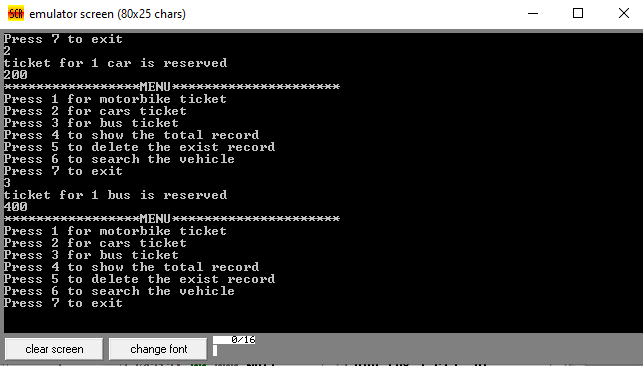 emulator screen (80x25 chars)
Press 7 to exit
2
ticket for 1 car is reserved
200
*****************MENU*********************
Press 1 for motorbike ticket
Press 2 for cars ticket
Press 3 for bus ticket
Press 4 to show the total record
Press 5 to delete the exist record
Press 6 to search the vehicle
Press 7 to exit
3
ticket for 1 bus is reserved
400
*****************MENU*********************
Press 1 for motorbike ticket
Press 2 for cars ticket
Press 3 for bus ticket
Press 4 to show the total record
Press 5 to delete the exist record
Press 6 to search the vehicle
Press 7 to exit
clear screen change font 0/16